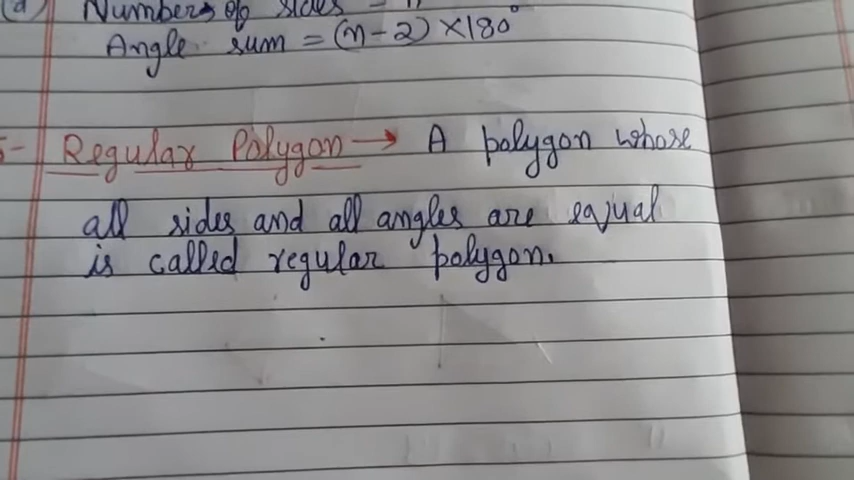 (d) Numbers of sides = n
Angle sum = (n-2) ×180°
5- Regular Polygon → A polygon whose
all sides and all angles are equal
is called regular polygon.